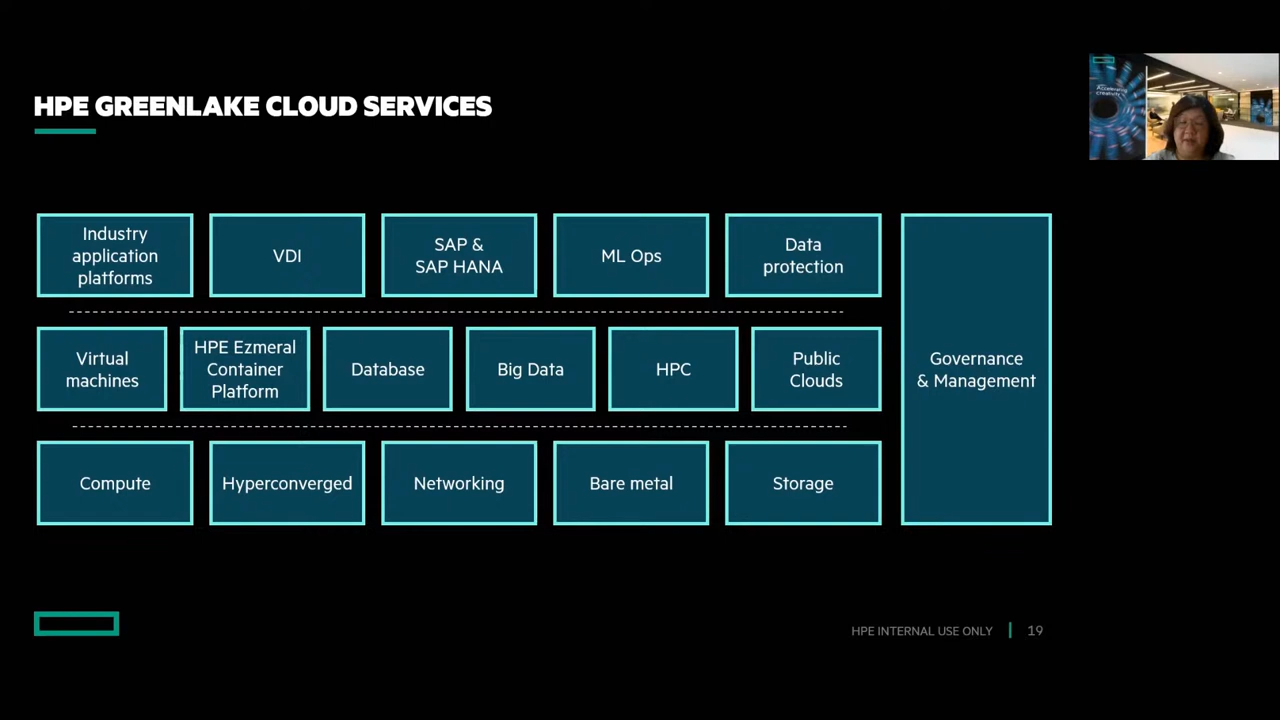 HPE GREENLAKE CLOUD SERVICES
Accelerating
creativity
Industry
application
platforms
VDI
SAP &
SAP HANA
ML Ops
Data
protection
Virtual
machines
HPE Ezmeral
Container
Platform
Database
Big Data
HPC
Public
Clouds
Governance
& Management
Compute
Hyperconverged
Networking
Bare metal
Storage
HPE INTERNAL USE ONLY
19